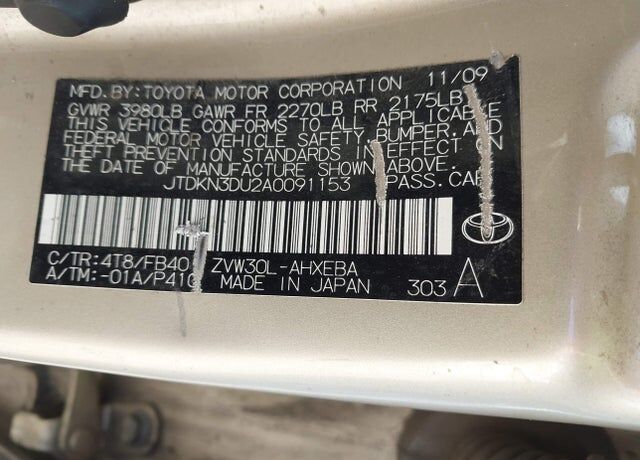 MFD. BY: TOYOTA MOTOR CORPORATION 11/09
GVWR 3980LB GAWR FR 2270LB RR 2175LB
THIS VEHICLE CONFORMS TO ALL APPLICABLE
FEDERAL MOTOR VEHICLE SAFETY, BUMPER, AND
THEFT PREVENTION STANDARDS IN EFFECT ON
THE DATE OF MANUFACTURE SHOWN ABOVE.
JTDKN3DU2A0091153 PASS. CAR
C/TR: 4T8/FB40 ZVW30L-AHXEBA
A/TM: -01A/P410 MADE IN JAPAN 303 A